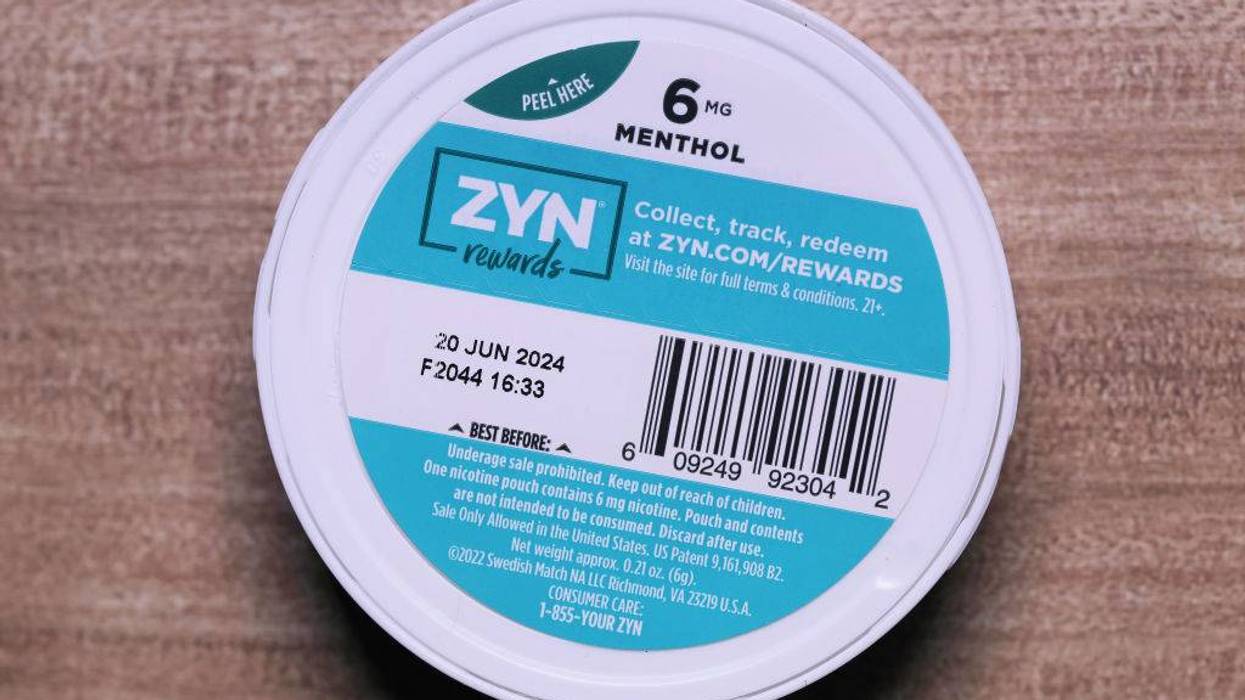 PEEL HERE
6 MG
MENTHOL
ZYN®
rewards
Collect, track, redeem
at ZYN.COM/REWARDS
Visit the site for full terms & conditions. 21+.
20 JUN 2024
F2044 16:33
BEST BEFORE:
6 09249 92304 2
Underage sale prohibited. Keep out of reach of children.
One nicotine pouch contains 6 mg nicotine. Pouch and contents
are not intended to be consumed. Discard after use.
Sale Only Allowed in the United States. US Patent 9,161,908 B2.
Net weight approx. 0.21 oz. (6g).
©2022 Swedish Match NA LLC Richmond, VA 23219 U.S.A.
CONSUMER CARE:
1-855-YOUR ZYN